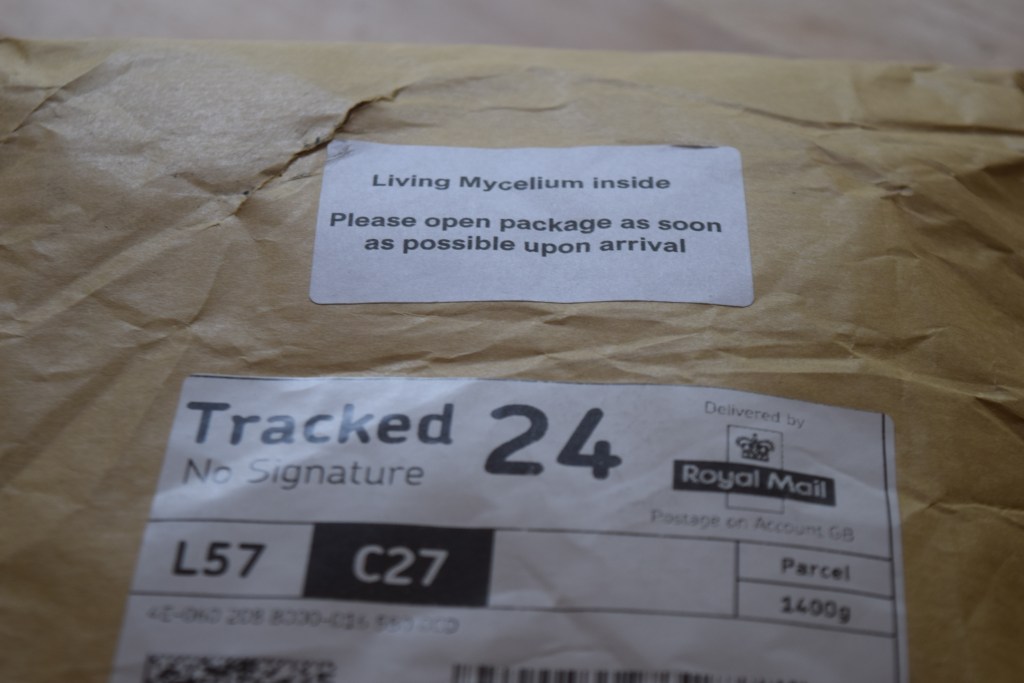 Living Mycelium inside
Please open package as soon
as possible upon arrival
Tracked 24
No Signature
Delivered by
Royal Mail
Postage on Account GB
L57 C27
Parcel
1400g